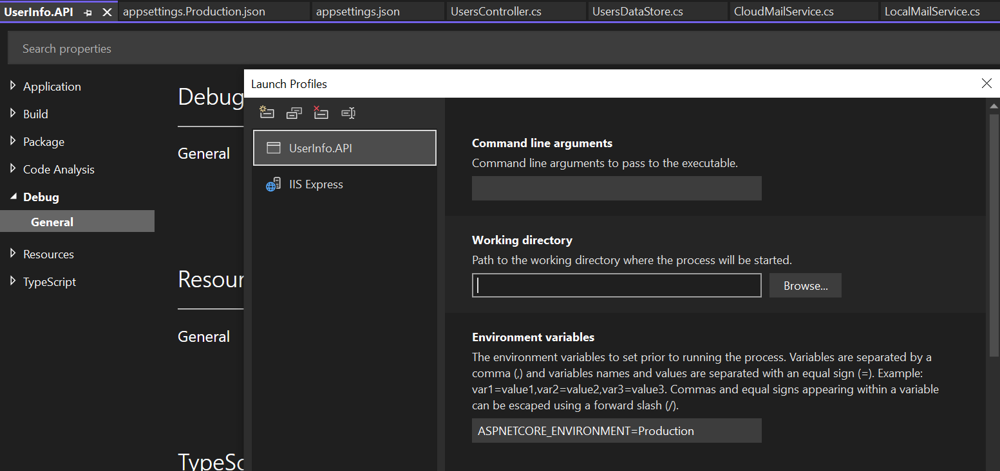 UserInfo.API
appsettings.Production.json
appsettings.json
UsersController.cs
UsersDataStore.cs
CloudMailService.cs
LocalMailService.cs
Search properties
Application
Build
Package
Code Analysis
Debug
General
Resources
TypeScript
Debug
General
Resour
General
TypeSc
Launch Profiles
UserInfo.API
IIS Express
Command line arguments
Command line arguments to pass to the executable.
Working directory
Path to the working directory where the process will be started.
Browse...
Environment variables
The environment variables to set prior to running the process. Variables are separated by a
comma (,) and variables names and values are separated with an equal sign (=). Example:
var1=value1,var2=value2,var3=value3. Commas and equal signs appearing within a variable
can be escaped using a forward slash (/).
ASPNETCORE_ENVIRONMENT=Production